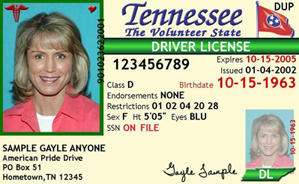 Tennessee
The Volunteer State
DUP
DRIVER LICENSE
901023622001
123456789
Expires 10-15-2005
Issued 01-04-2002
Class D
Birthdate 10-15-1963
Endorsements NONE
Restrictions 01 02 04 20 28
Sex F Ht 5'05" Eyes BLU
SSN ON FILE
SAMPLE GAYLE ANYONE
American Pride Drive
PO Box 51
Hometown,TN 12345
Gayle Sample
DL